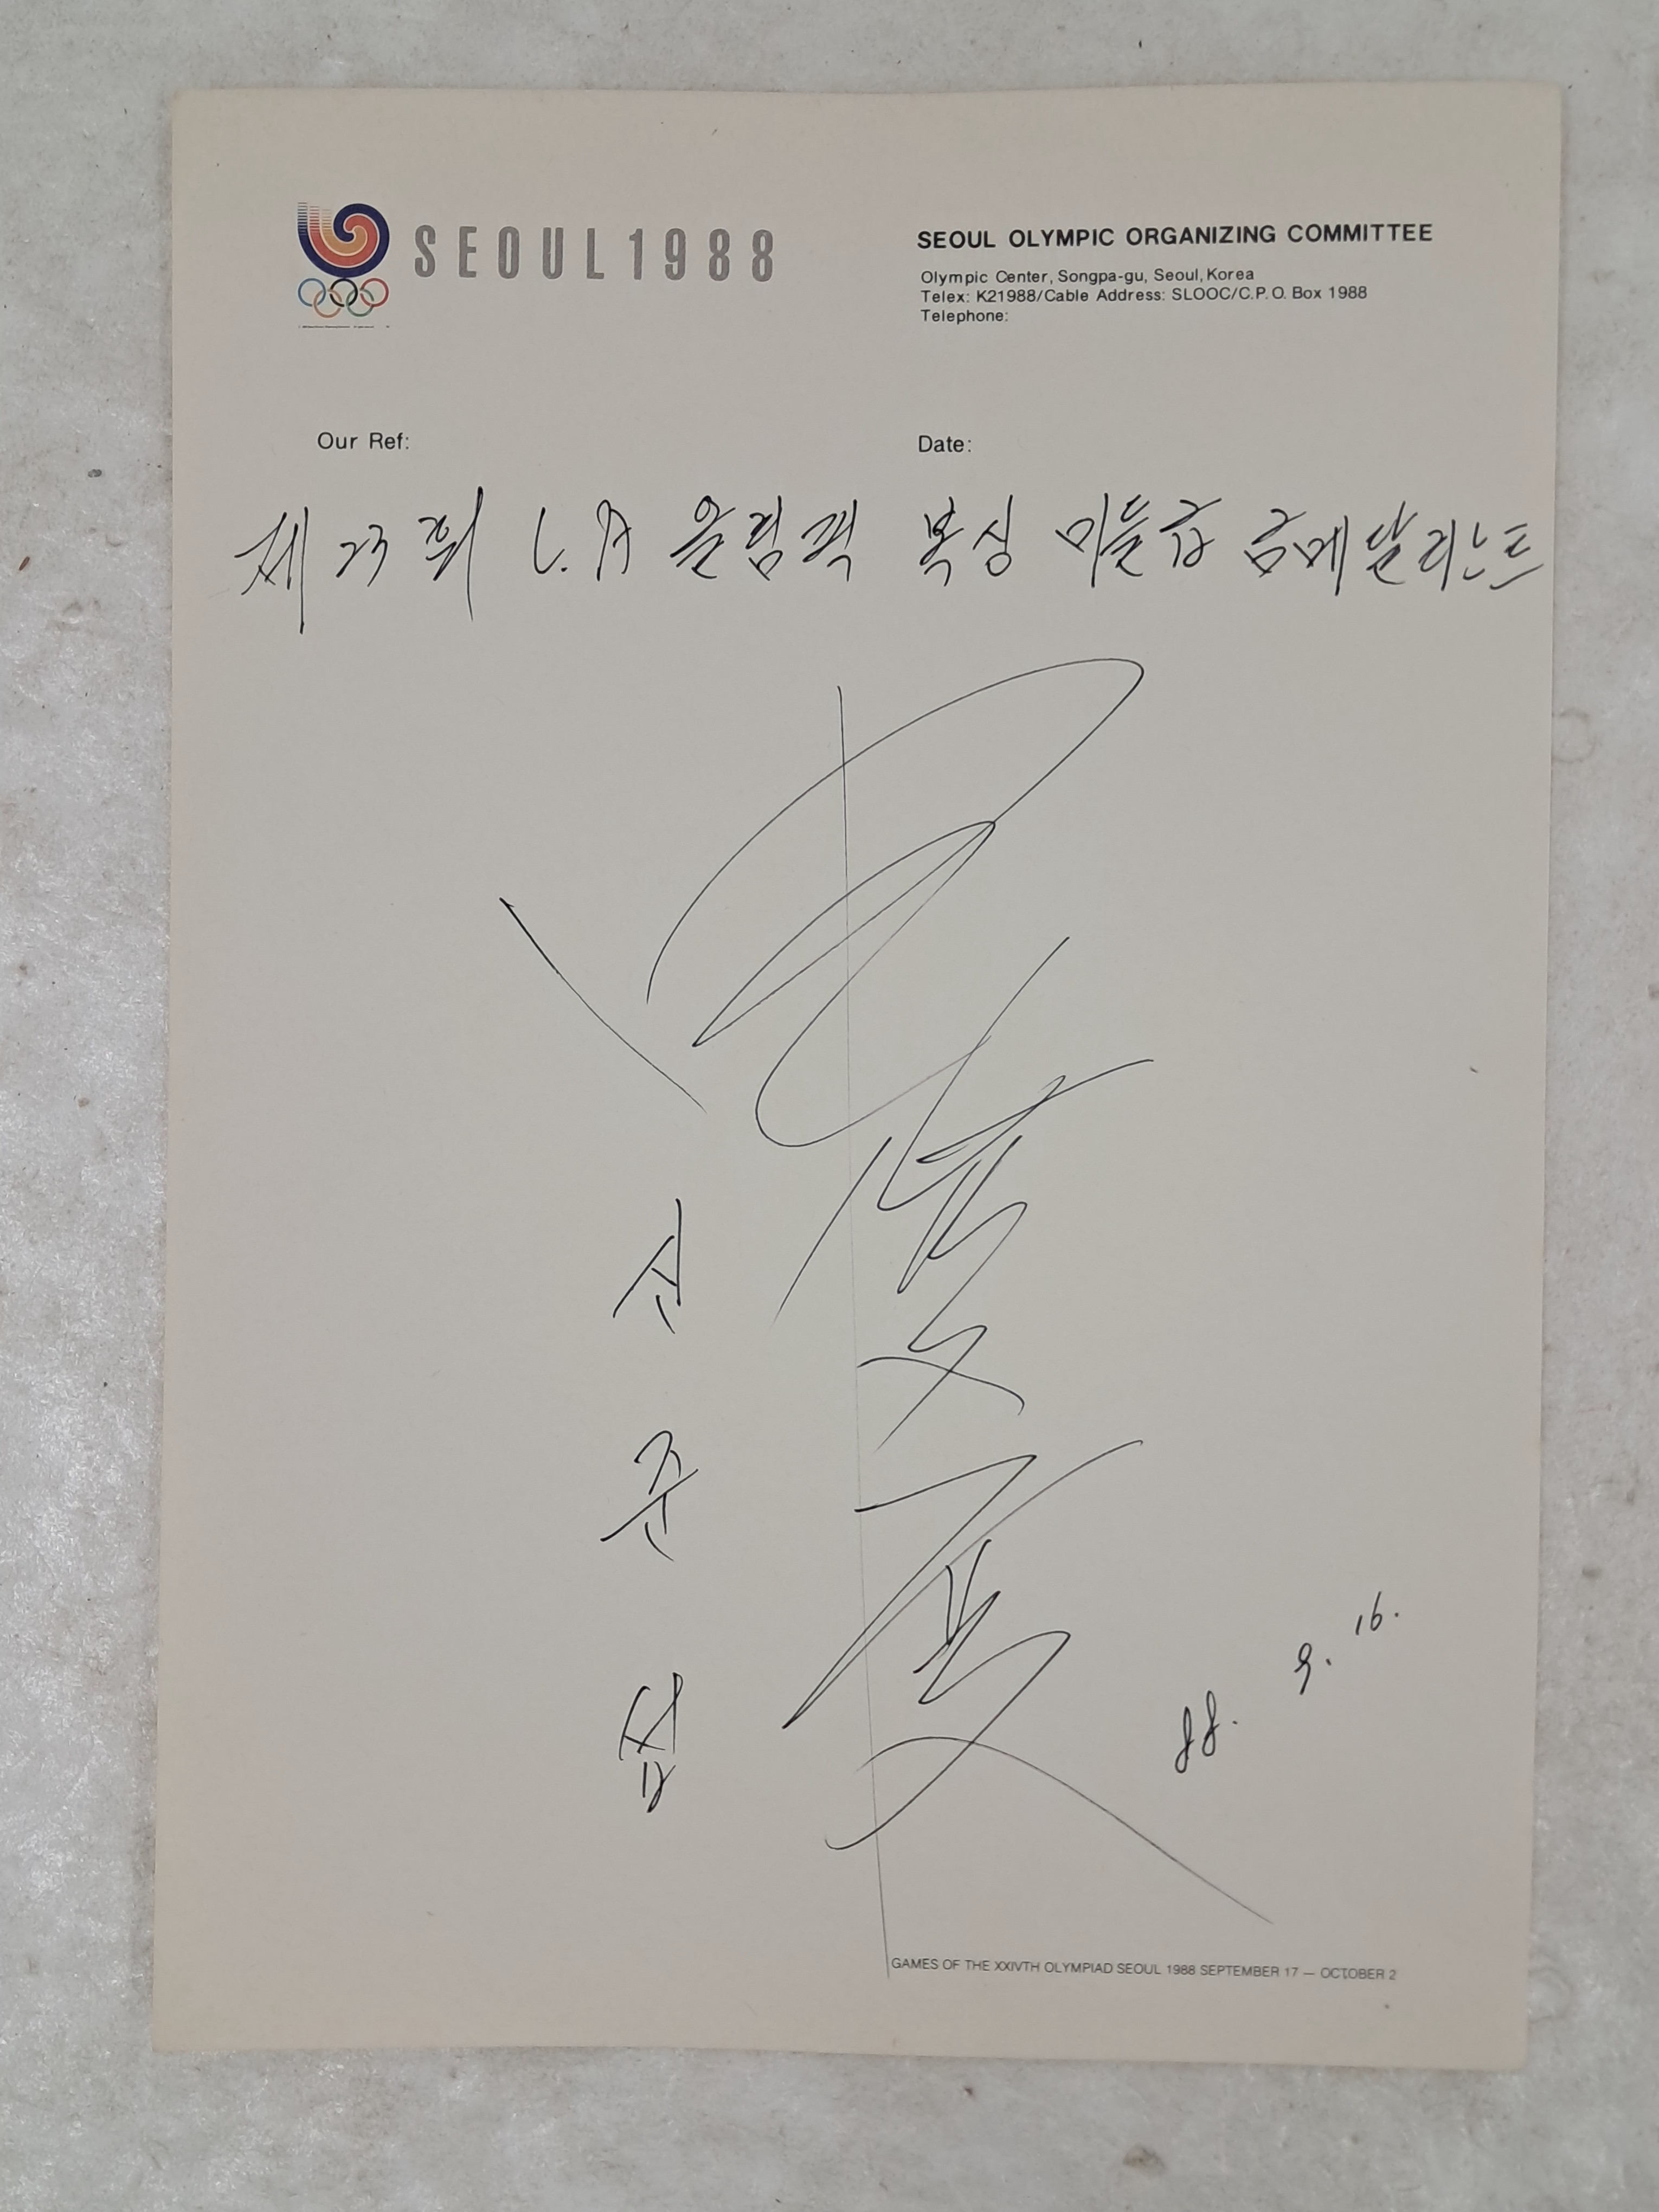 SEOUL 1988
SEOUL OLYMPIC ORGANIZING COMMITTEE
Olympic Center, Songpa-gu, Seoul, Korea
Telex: K21988/Cable Address: SLOOC/C.P.O. Box 1988
Telephone:
Our Ref:
Date:
제 23회 L.A 올림픽 복싱 미들급 금메달리스트
신
준
섭
88. 9. 16.
GAMES OF THE XXIVTH OLYMPIAD SEOUL 1988 SEPTEMBER 17 — OCTOBER 2